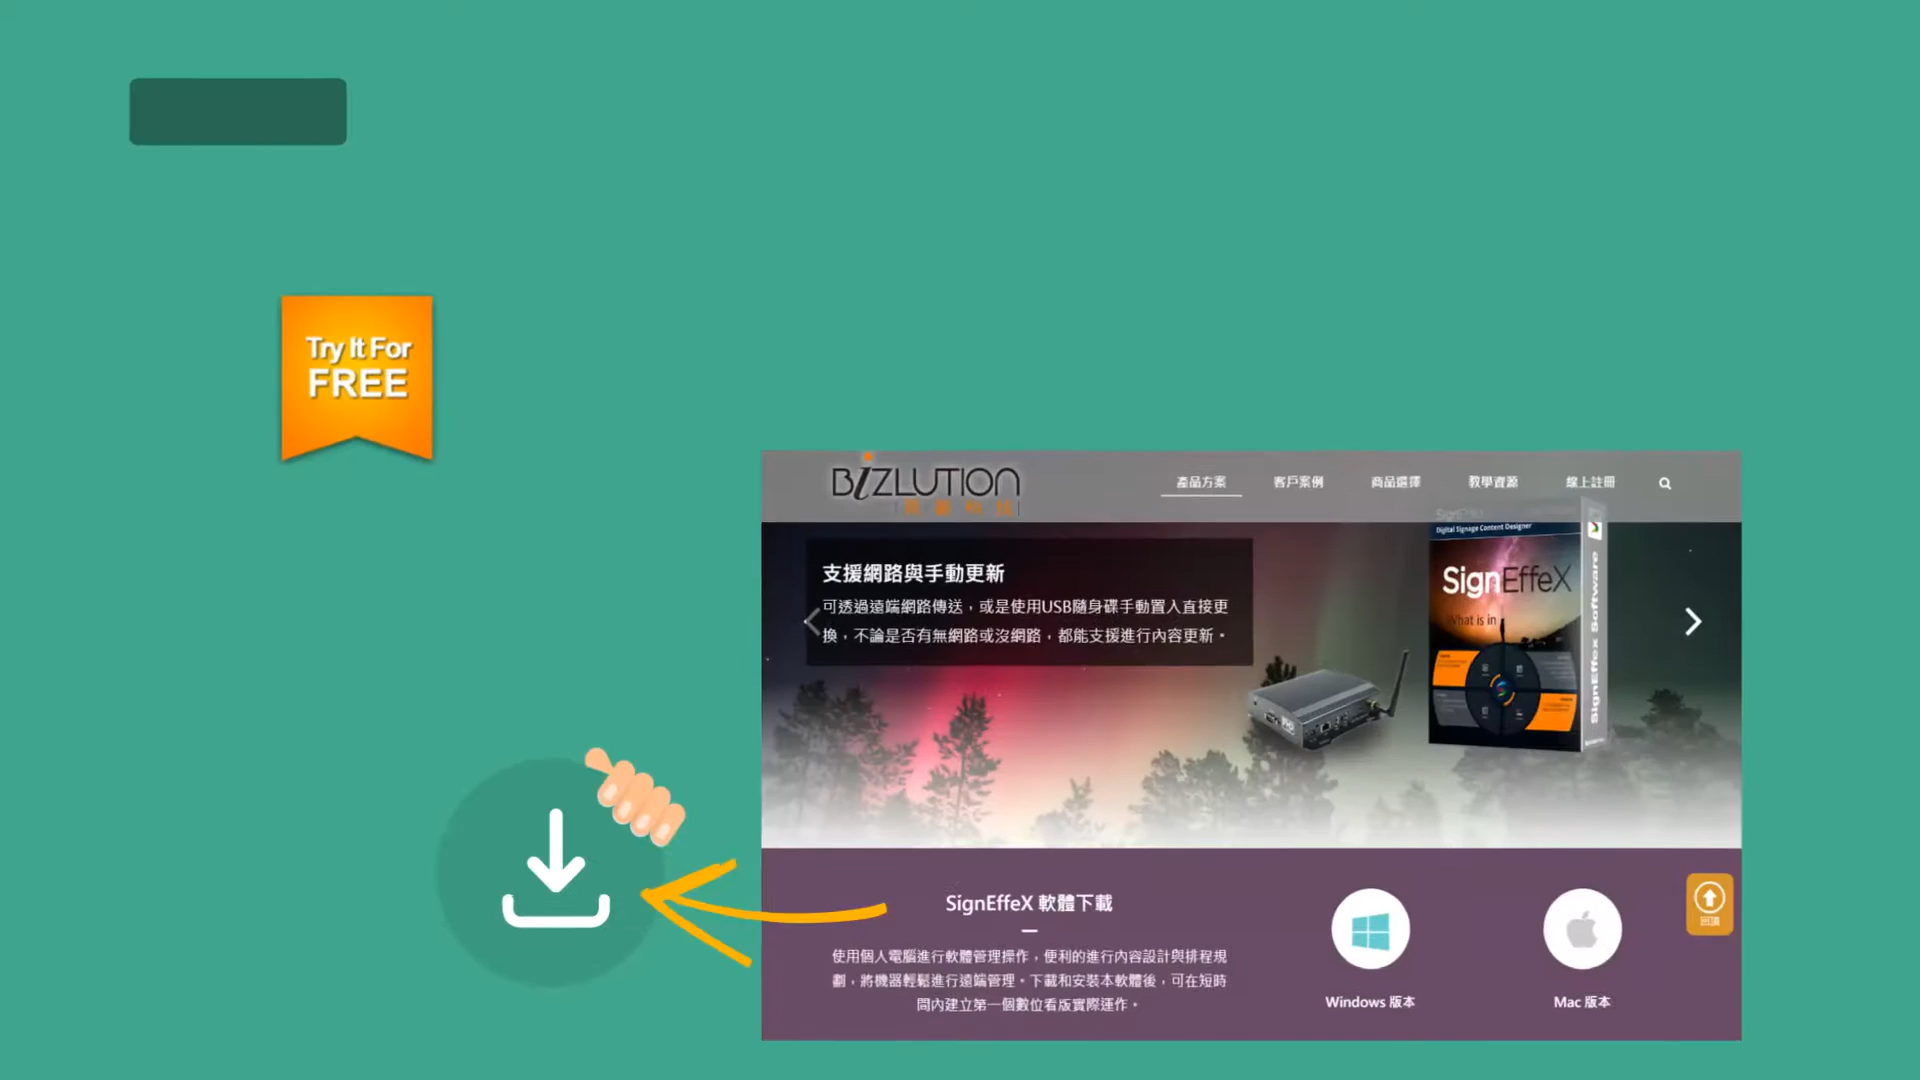 Try It For
FREE
BiZLUTION
產品方案
客戶案例
商品選擇
教學資源
線上註冊
支援網路與手動更新
可透過遠端網路傳送，或是使用USB隨身碟手動置入直接更
換，不論是否有無網路或沒網路，都能支援進行內容更新。
Digital Signage Content Designer
SignEffeX
What is in
SignEffex Software
SignEffeX 軟體下載
使用個人電腦進行軟體管理操作，便利的進行內容設計與排程規
劃，將機器輕鬆進行遠端管理。下載和安裝本軟體後，可在短時
間內建立第一個數位看版實際運作。
Windows 版本
Mac 版本